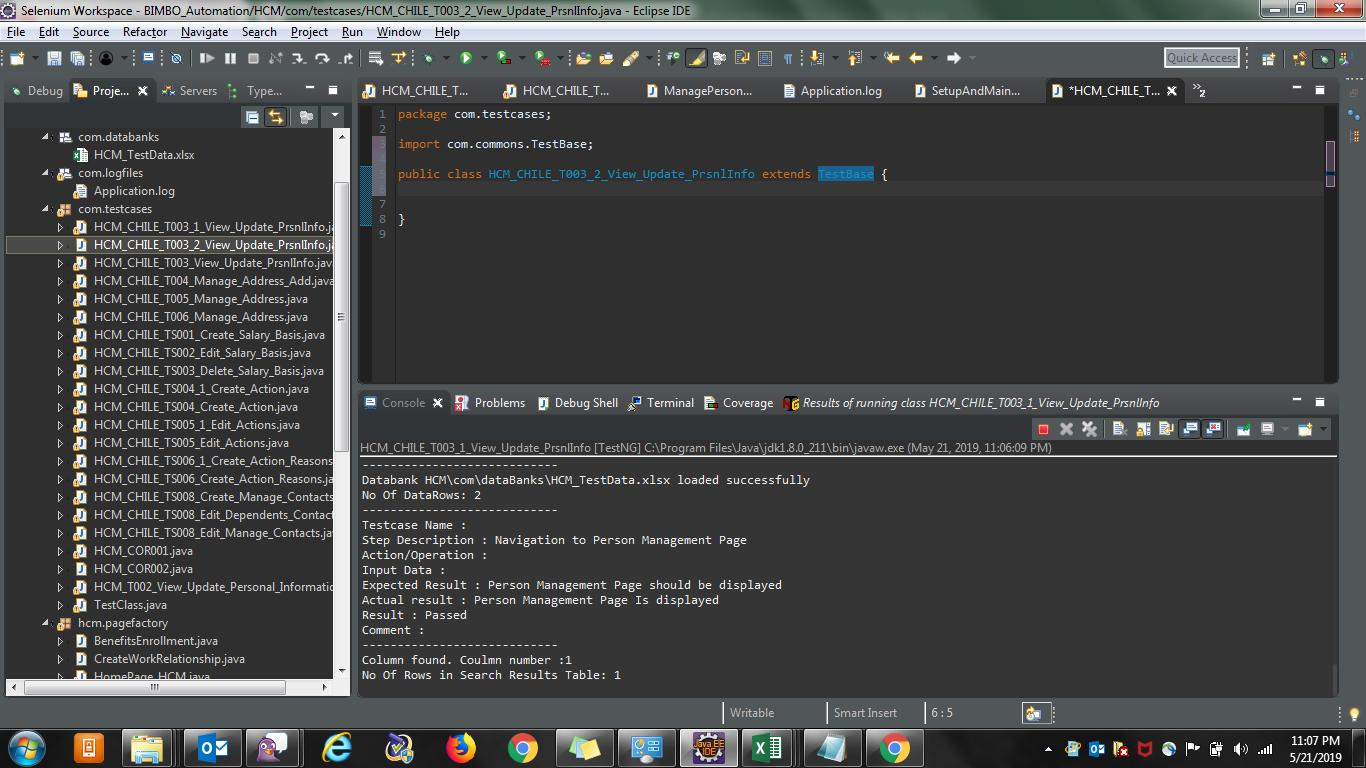 Selenium Workspace - BIMBO_Automation/HCM/com/testcases/HCM_CHILE_T003_2_View_Update_PrsnlInfo.java - Eclipse IDE
File Edit Source Refactor Navigate Search Project Run Window Help
Quick Access
Debug Proje... Servers Type...
com.databanks
HCM_TestData.xlsx
com.logfiles
Application.log
com.testcases
HCM_CHILE_T003_1_View_Update_PrsnlInfo.ja
HCM_CHILE_T003_2_View_Update_PrsnlInfo.ja
HCM_CHILE_T003_View_Update_PrsnlInfo.java
HCM_CHILE_T004_Manage_Address_Add.java
HCM_CHILE_T005_Manage_Address.java
HCM_CHILE_T006_Manage_Address.java
HCM_CHILE_TS001_Create_Salary_Basis.java
HCM_CHILE_TS002_Edit_Salary_Basis.java
HCM_CHILE_TS003_Delete_Salary_Basis.java
HCM_CHILE_TS004_1_Create_Action.java
HCM_CHILE_TS004_Create_Action.java
HCM_CHILE_TS005_1_Edit_Actions.java
HCM_CHILE_TS005_Edit_Actions.java
HCM_CHILE_TS006_1_Create_Action_Reasons
HCM_CHILE_TS006_Create_Action_Reasons.ja
HCM_CHILE_TS008_Create_Manage_Contacts
HCM_CHILE_TS008_Edit_Dependents_Contact
HCM_CHILE_TS008_Edit_Manage_Contacts.ja
HCM_COR001.java
HCM_COR002.java
HCM_T002_View_Update_Personal_Informatio
TestClass.java
hcm.pagefactory
BenefitsEnrollment.java
CreateWorkRelationship.java
HomePage_HCM.java
HCM_CHILE_T... HCM_CHILE_T... ManagePerson... Application.log SetupAndMain... *HCM_CHILE_T... »2
1 package com.testcases;
2
3 import com.commons.TestBase;
4
5 public class HCM_CHILE_T003_2_View_Update_PrsnlInfo extends TestBase {
6
7
8 }
9
Console Problems Debug Shell Terminal Coverage Results of running class HCM_CHILE_T003_1_View_Update_PrsnlInfo
HCM_CHILE_T003_1_View_Update_PrsnlInfo [TestNG] C:\Program Files\Java\jdk1.8.0_211\bin\javaw.exe (May 21, 2019, 11:06:09 PM)
--------------------------
Databank HCM\com\dataBanks\HCM_TestData.xlsx loaded successfully
No Of DataRows: 2
--------------------------
Testcase Name :
Step Description : Navigation to Person Management Page
Action/Operation :
Input Data :
Expected Result : Person Management Page should be displayed
Actual result : Person Management Page Is displayed
Result : Passed
Comment :
--------------------------
Column found. Coulmn number :1
No Of Rows in Search Results Table: 1
Writable Smart Insert 6 : 5
Java EE
IDE
11:07 PM
5/21/2019